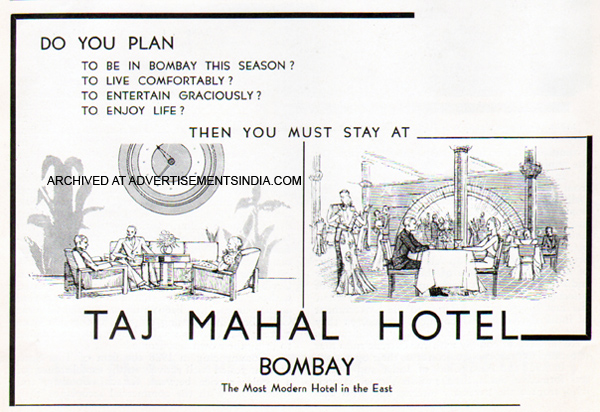 DO YOU PLAN
TO BE IN BOMBAY THIS SEASON?
TO LIVE COMFORTABLY?
TO ENTERTAIN GRACIOUSLY?
TO ENJOY LIFE?
THEN YOU MUST STAY AT
ARCHIVED AT ADVERTISEMENTSINDIA.COM
TAJ MAHAL HOTEL
BOMBAY
The Most Modern Hotel in the East